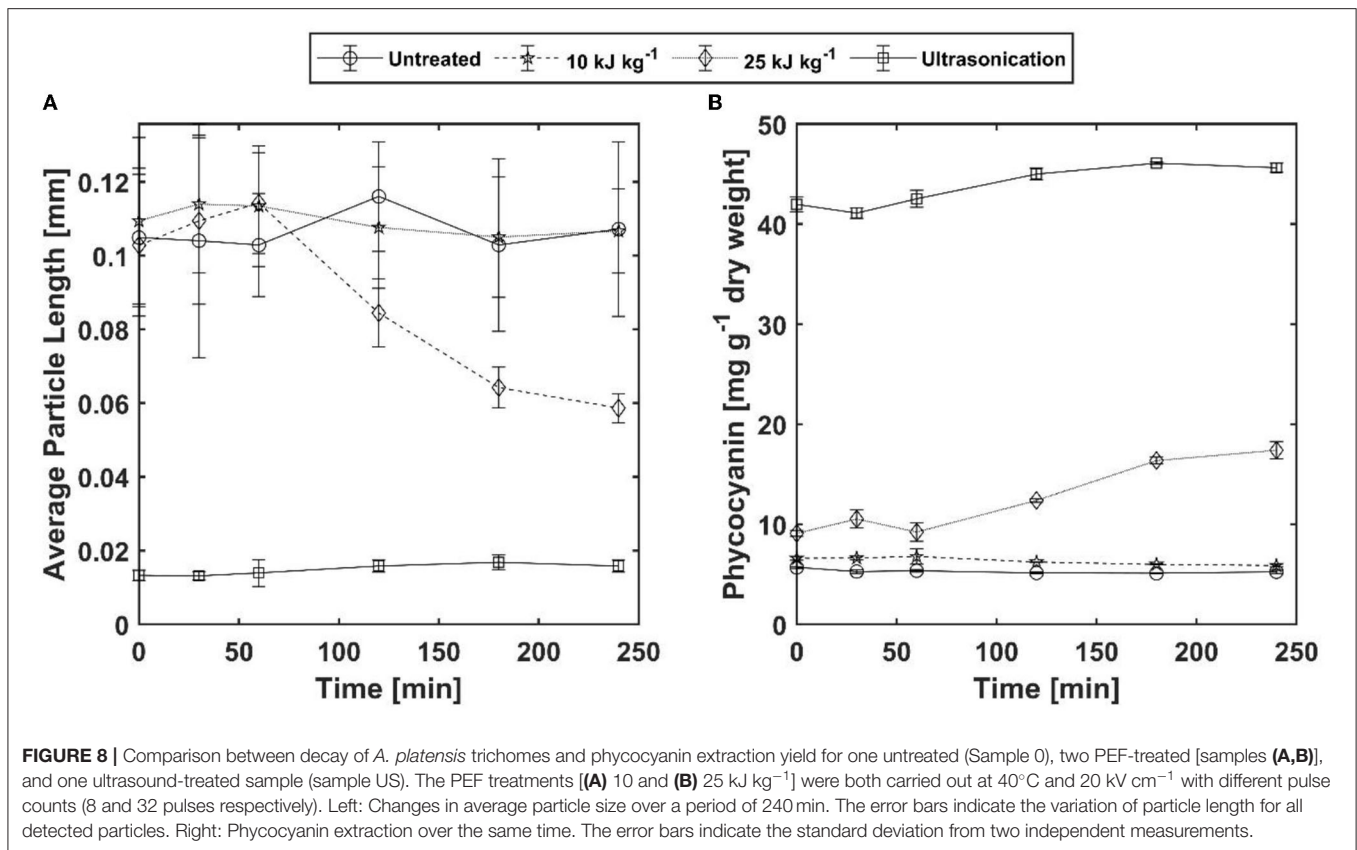 Untreated 10 kJ kg⁻¹ 25 kJ kg⁻¹ Ultrasonication
A
B
Average Particle Length [mm]
0.12
0.1
0.08
0.06
0.04
0.02
0
0 50 100 150 200 250
Time [min]
Phycocyanin [mg g⁻¹ dry weight]
50
40
30
20
10
0
0 50 100 150 200 250
Time [min]
FIGURE 8 | Comparison between decay of A. platensis trichomes and phycocyanin extraction yield for one untreated (Sample 0), two PEF-treated [samples (A,B)],
and one ultrasound-treated sample (sample US). The PEF treatments [(A) 10 and (B) 25 kJ kg⁻¹] were both carried out at 40°C and 20 kV cm⁻¹ with different pulse
counts (8 and 32 pulses respectively). Left: Changes in average particle size over a period of 240 min. The error bars indicate the variation of particle length for all
detected particles. Right: Phycocyanin extraction over the same time. The error bars indicate the standard deviation from two independent measurements.